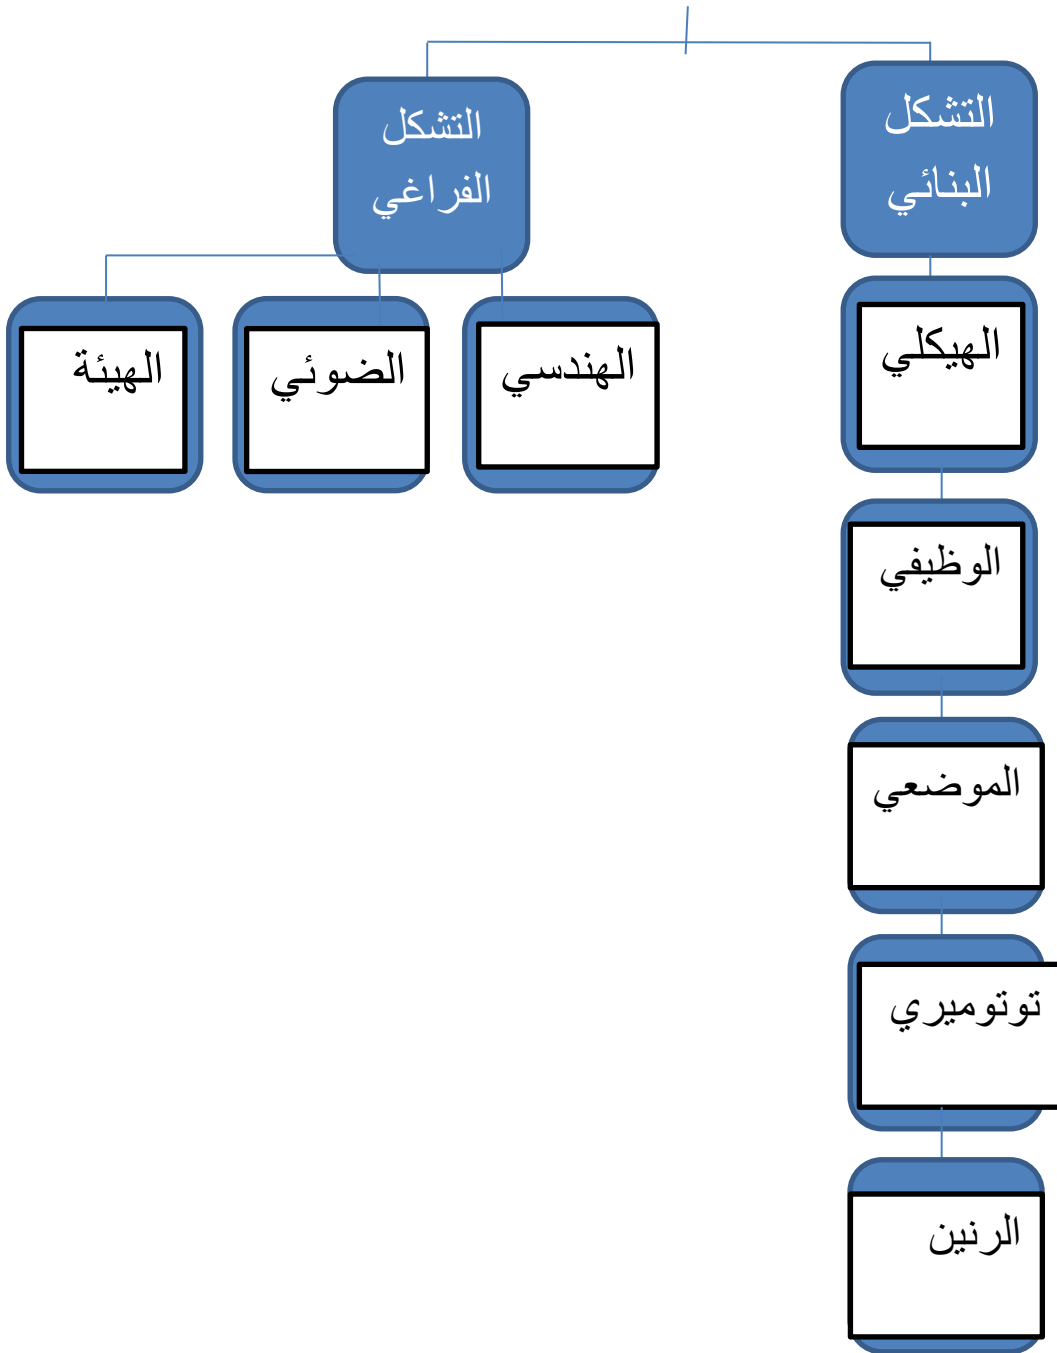 التشكل
البنائي
التشكل
الفراغي
الهيكلي
الهندسي
الضوئي
الهيئة
الوظيفي
الموضعي
توتوميري
الرنين